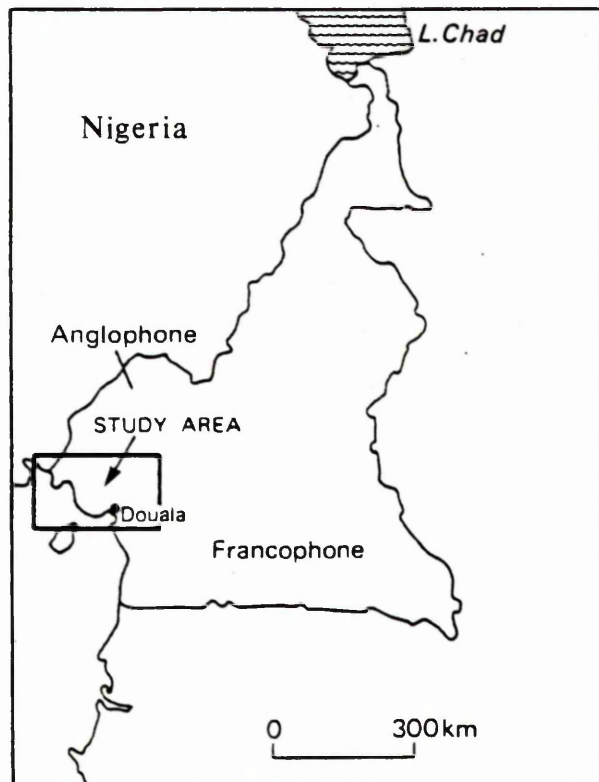 L. Chad
Nigeria
Anglophone
STUDY AREA
Douala
Francophone
0 300km